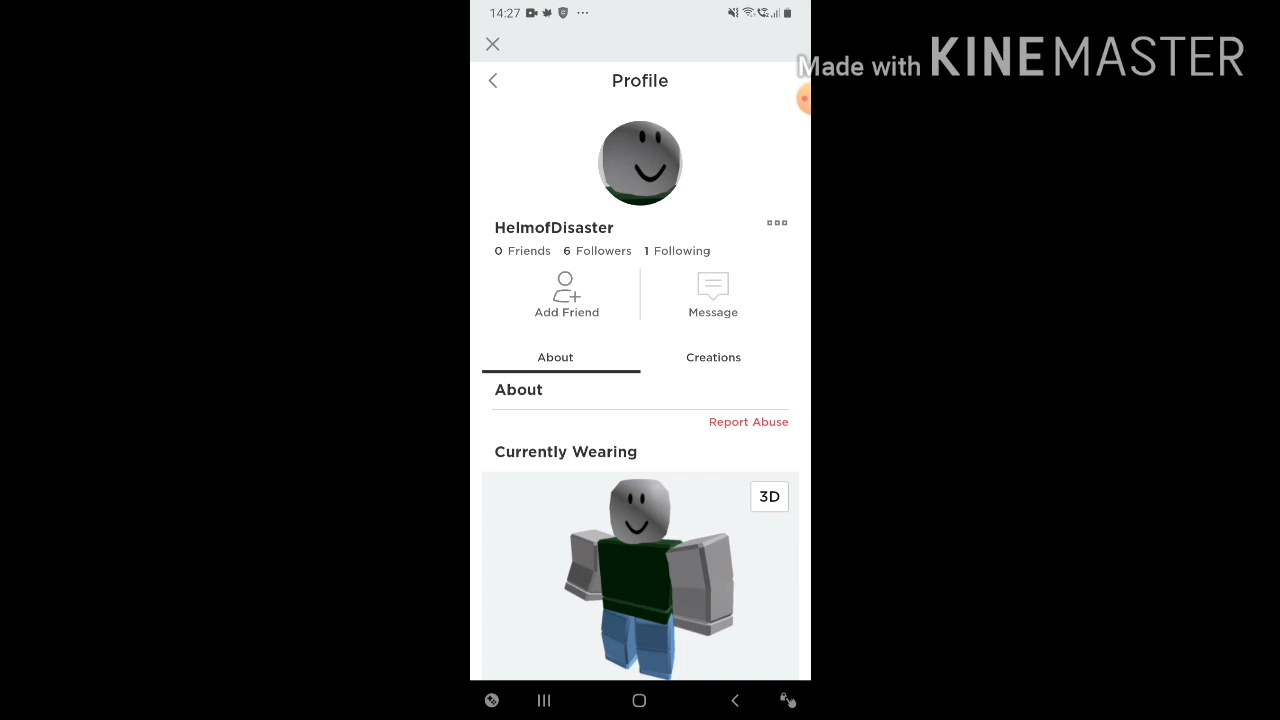 14:27
Made with KINEMASTER
Profile
HelmofDisaster
0 Friends 6 Followers 1 Following
Add Friend Message
About Creations
About
Report Abuse
Currently Wearing
3D